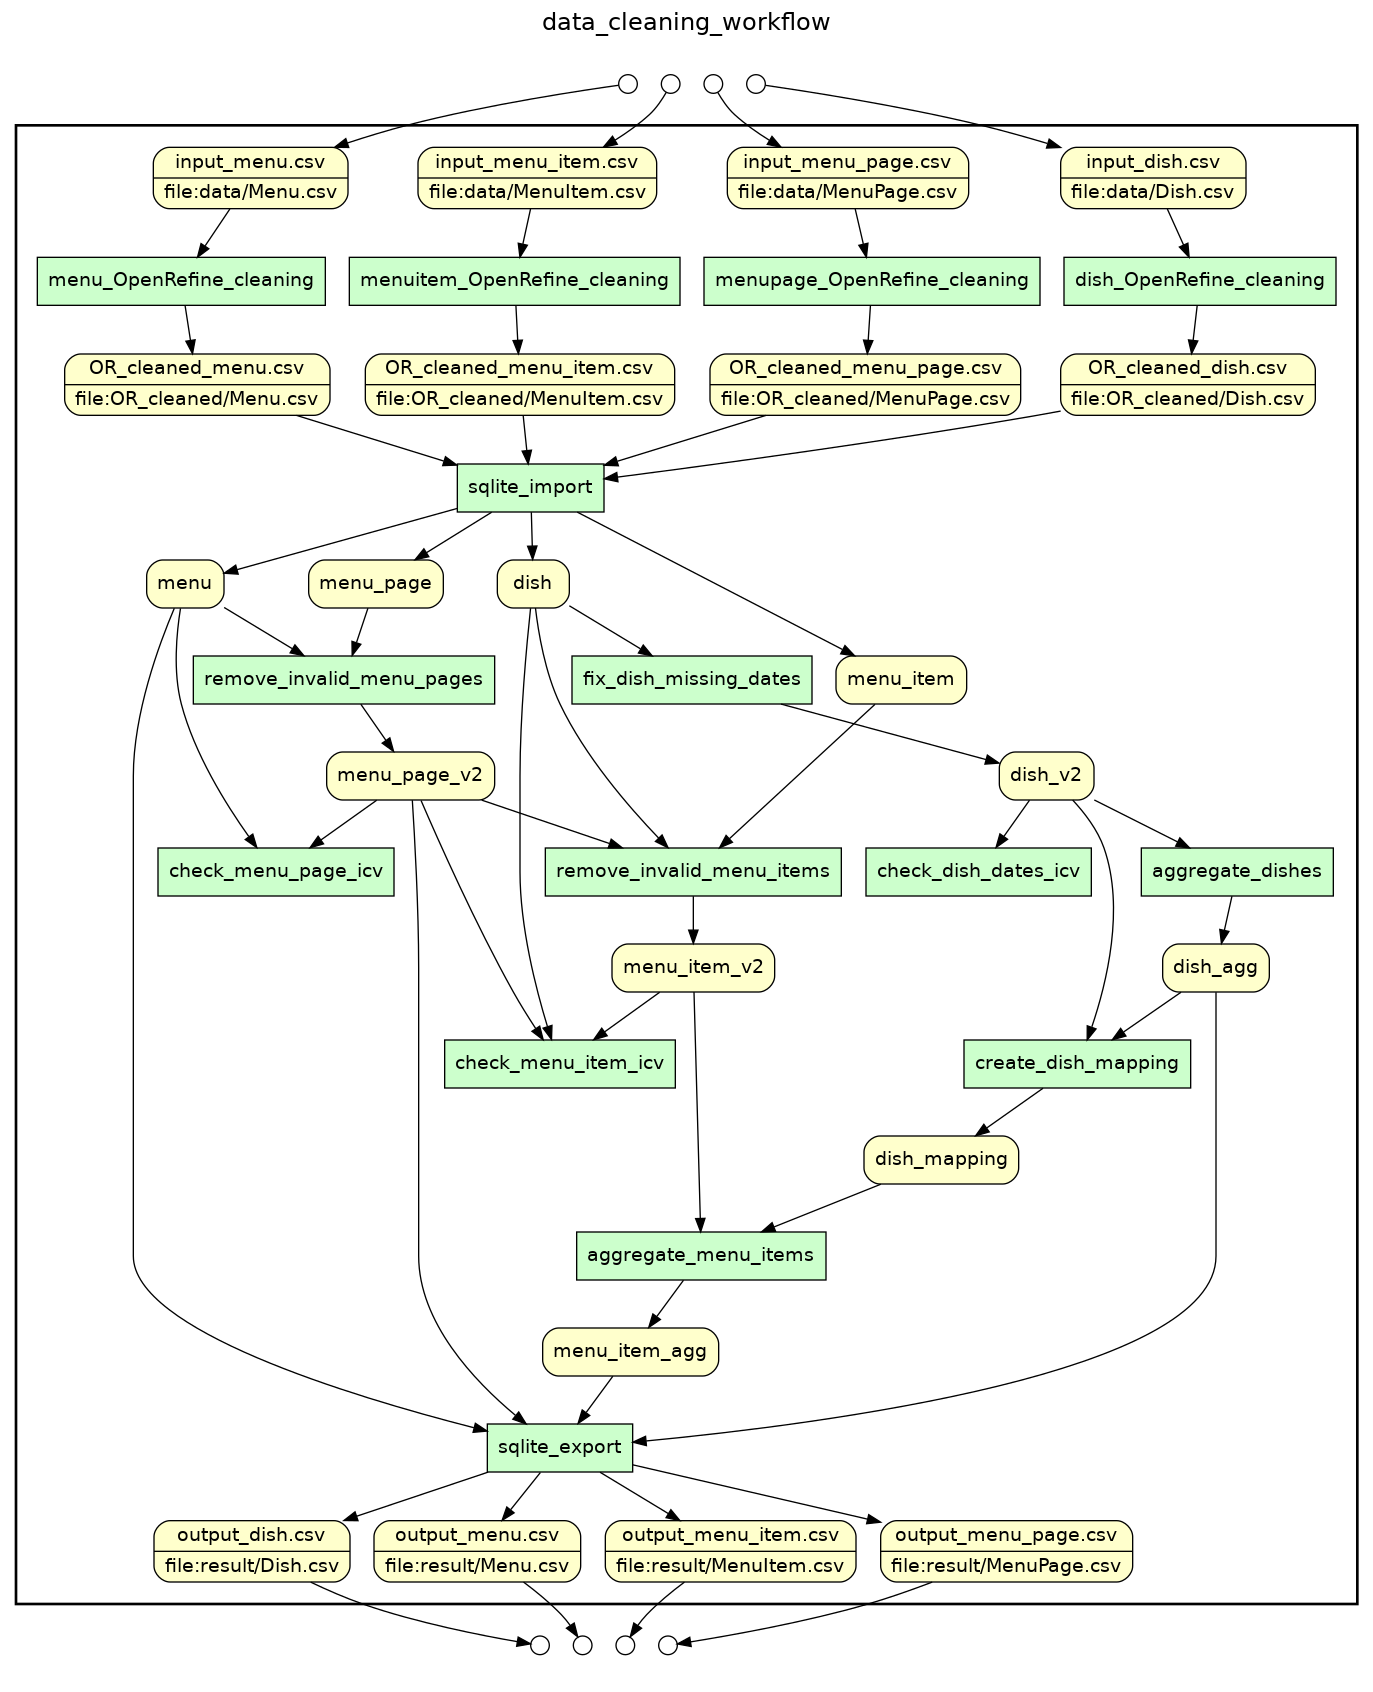 data_cleaning_workflow
input_menu.csv
file:data/Menu.csv
input_menu_item.csv
file:data/MenuItem.csv
input_menu_page.csv
file:data/MenuPage.csv
input_dish.csv
file:data/Dish.csv
menu_OpenRefine_cleaning
menuitem_OpenRefine_cleaning
menupage_OpenRefine_cleaning
dish_OpenRefine_cleaning
OR_cleaned_menu.csv
file:OR_cleaned/Menu.csv
OR_cleaned_menu_item.csv
file:OR_cleaned/MenuItem.csv
OR_cleaned_menu_page.csv
file:OR_cleaned/MenuPage.csv
OR_cleaned_dish.csv
file:OR_cleaned/Dish.csv
sqlite_import
menu
menu_page
dish
remove_invalid_menu_pages
fix_dish_missing_dates
menu_item
menu_page_v2
dish_v2
check_menu_page_icv
remove_invalid_menu_items
check_dish_dates_icv
aggregate_dishes
menu_item_v2
dish_agg
check_menu_item_icv
create_dish_mapping
dish_mapping
aggregate_menu_items
menu_item_agg
sqlite_export
output_dish.csv
file:result/Dish.csv
output_menu.csv
file:result/Menu.csv
output_menu_item.csv
file:result/MenuItem.csv
output_menu_page.csv
file:result/MenuPage.csv